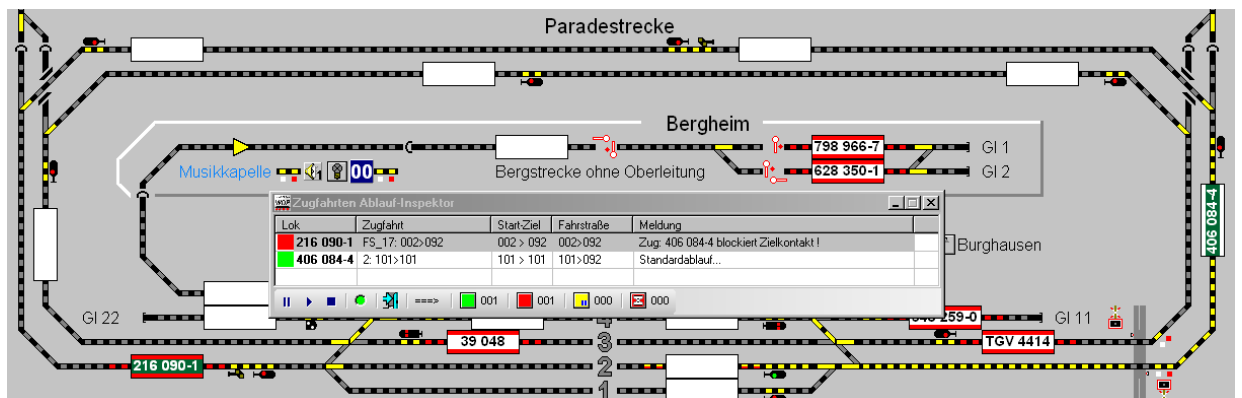 Paradestrecke
Bergheim
798 966-7 Gl 1
Musikkapelle 00 Bergstrecke ohne Oberleitung 628 350-1 Gl 2
406 084-4
Zugfahrten Ablauf-Inspektor
Lok Zugfahrt Start-Ziel Fahrstraße Meldung
216 090-1 FS_17: 002>092 002 > 092 002>092 Zug: 406 084-4 blockiert Zielkontakt !
406 084-4 2: 101>101 101 > 101 101>092 Standardablauf...
Burghausen
===> 001 001 000 000
Gl 22 4 259-0 Gl 11
39 048 3 TGV 4414
216 090-1 2
1